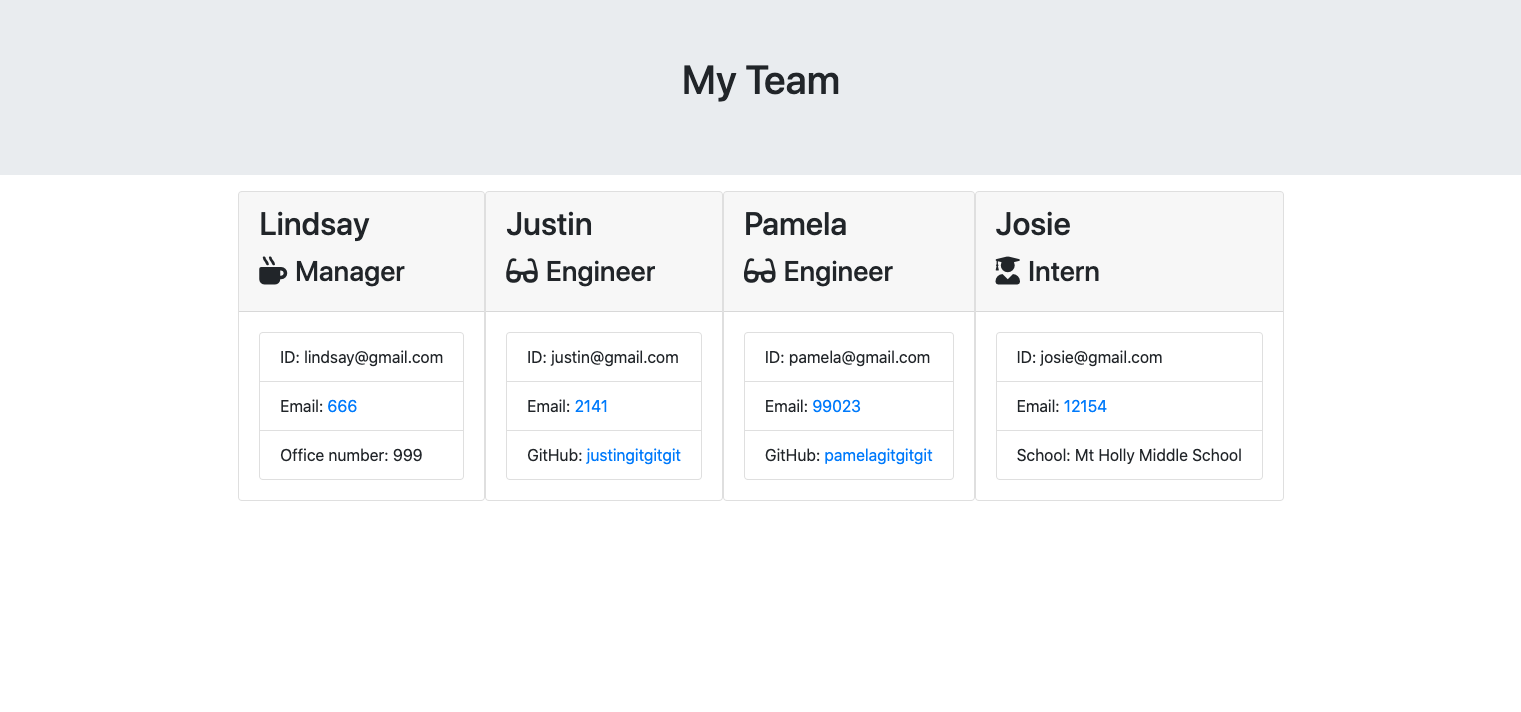 My Team
Lindsay
Manager
ID: lindsay@gmail.com
Email: 666
Office number: 999
Justin
Engineer
ID: justin@gmail.com
Email: 2141
GitHub: justingitgitgit
Pamela
Engineer
ID: pamela@gmail.com
Email: 99023
GitHub: pamelagitgitgit
Josie
Intern
ID: josie@gmail.com
Email: 12154
School: Mt Holly Middle School